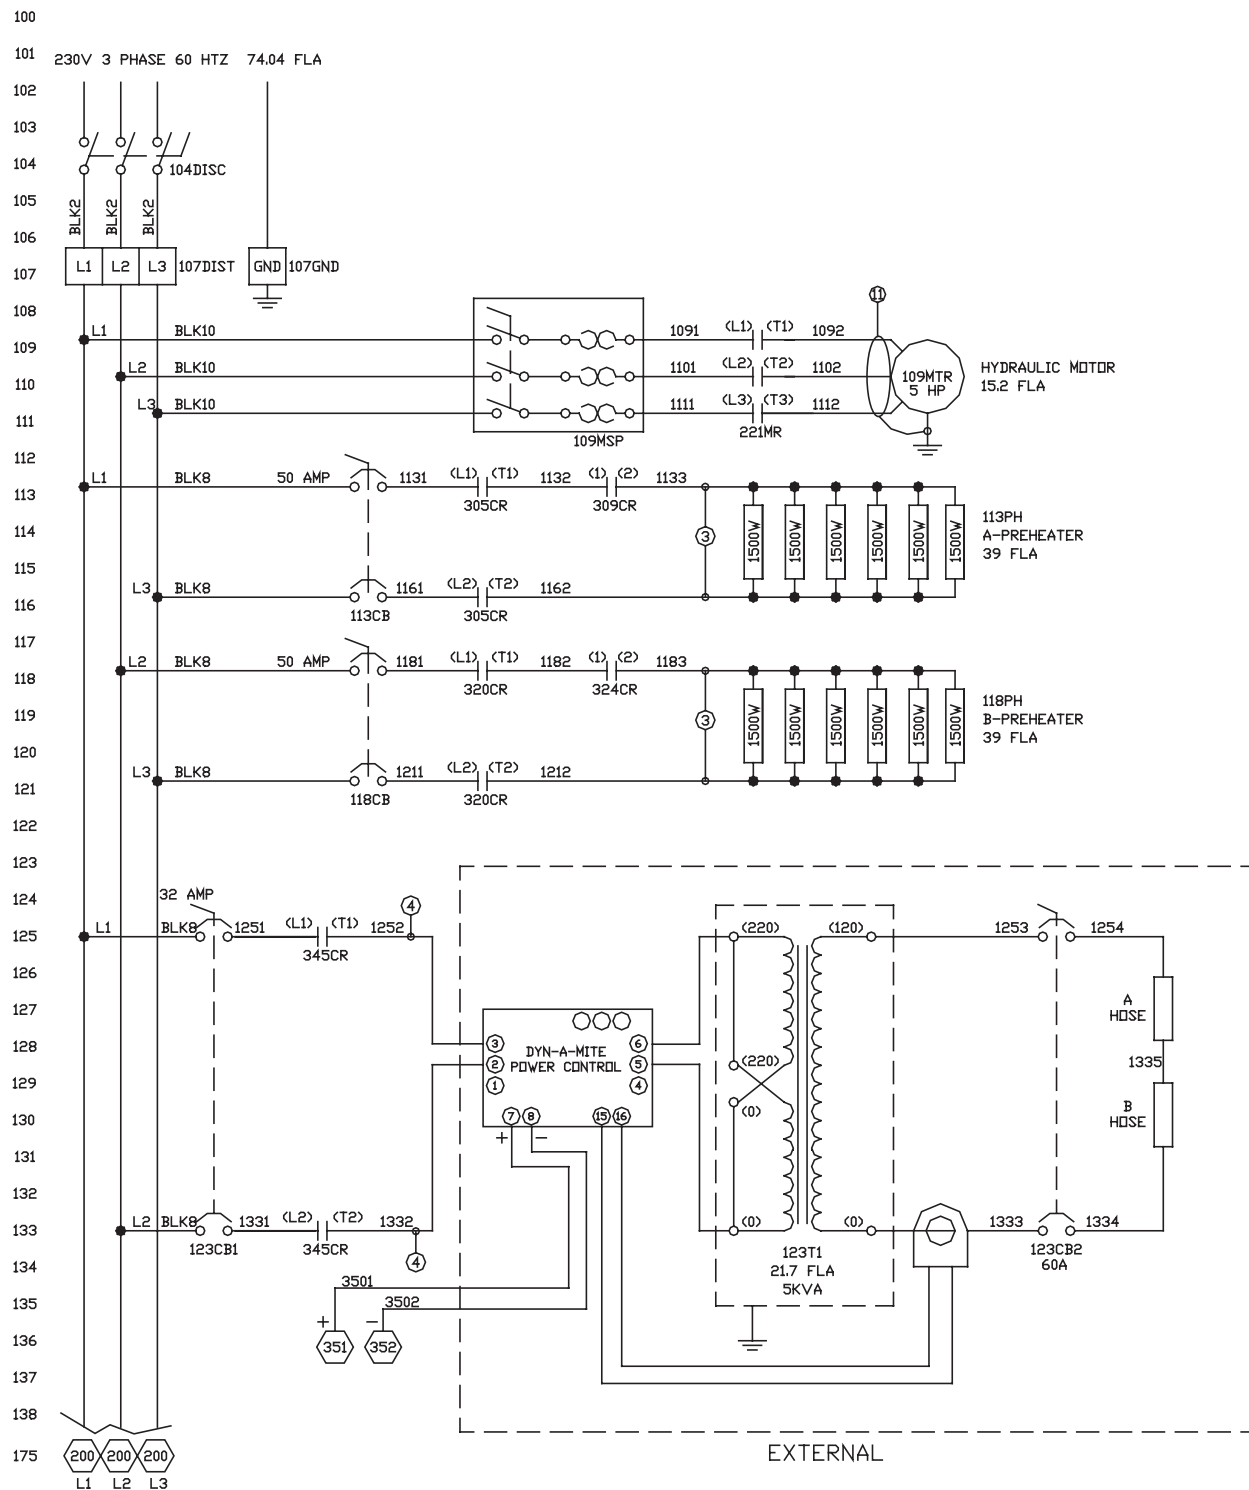 100
101
230V 3 PHASE 60 HTZ 74.04 FLA
102
103
104
104DISC
105
BLK2 BLK2 BLK2
106
107
L1 L2 L3 107DIST GND 107GND
108
11
L1 BLK10 1091 (L1) (T1) 1092
109
L2 BLK10 1101 (L2) (T2) 1102
109MTR
5 HP
HYDRAULIC MOTOR
15.2 FLA
110
L3 BLK10 1111 (L3) (T3) 1112
111
221MR
109MSP
112
L1 BLK8 50 AMP 1131 (L1) (T1) 1132 (1) (2) 1133
113
305CR 309CR
114
3
1500W 1500W 1500W 1500W 1500W 1500W
113PH
A-PREHEATER
39 FLA
115
L3 BLK8 1161 (L2) (T2) 1162
116
113CB 305CR
117
L2 BLK8 50 AMP 1181 (L1) (T1) 1182 (1) (2) 1183
118
320CR 324CR
119
3
1500W 1500W 1500W 1500W 1500W 1500W
118PH
B-PREHEATER
39 FLA
120
L3 BLK8 1211 (L2) (T2) 1212
121
118CB 320CR
122
123
124
32 AMP
4
L1 BLK8 1251 (L1) (T1) 1252 (220) (120) 1253 1254
125
345CR
126
127
A
HOSE
128
3 DYN-A-MITE 6
2 POWER CONTROL 5
1 4
(220)
1335
129
(0)
130
7 8 15 16
B
HOSE
+ −
131
132
L2 BLK8 1331 (L2) (T2) 1332 (0) (0) 1333 1334
133
123CB1 345CR
4
123T1
21.7 FLA
5KVA
123CB2
60A
134
3501
135
3502
+ −
136
351 352
137
138
175
200 200 200
L1 L2 L3
EXTERNAL